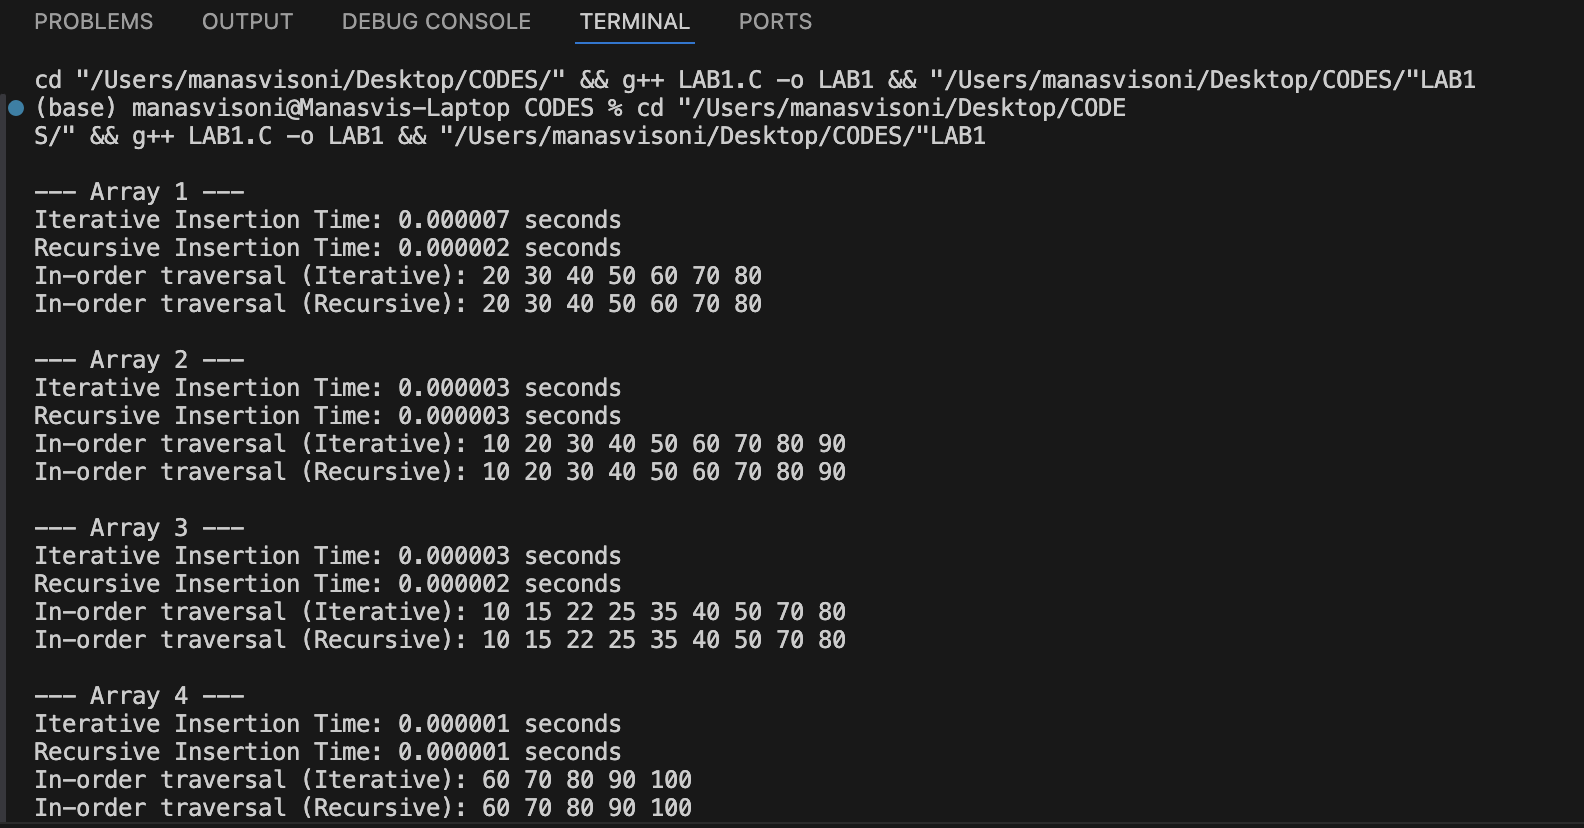 PROBLEMS OUTPUT DEBUG CONSOLE TERMINAL PORTS
cd "/Users/manasvisoni/Desktop/CODES/" && g++ LAB1.C -o LAB1 && "/Users/manasvisoni/Desktop/CODES/"LAB1
(base) manasvisoni@Manasvis-Laptop CODES % cd "/Users/manasvisoni/Desktop/CODE
S/" && g++ LAB1.C -o LAB1 && "/Users/manasvisoni/Desktop/CODES/"LAB1
--- Array 1 ---
Iterative Insertion Time: 0.000007 seconds
Recursive Insertion Time: 0.000002 seconds
In-order traversal (Iterative): 20 30 40 50 60 70 80
In-order traversal (Recursive): 20 30 40 50 60 70 80
--- Array 2 ---
Iterative Insertion Time: 0.000003 seconds
Recursive Insertion Time: 0.000003 seconds
In-order traversal (Iterative): 10 20 30 40 50 60 70 80 90
In-order traversal (Recursive): 10 20 30 40 50 60 70 80 90
--- Array 3 ---
Iterative Insertion Time: 0.000003 seconds
Recursive Insertion Time: 0.000002 seconds
In-order traversal (Iterative): 10 15 22 25 35 40 50 70 80
In-order traversal (Recursive): 10 15 22 25 35 40 50 70 80
--- Array 4 ---
Iterative Insertion Time: 0.000001 seconds
Recursive Insertion Time: 0.000001 seconds
In-order traversal (Iterative): 60 70 80 90 100
In-order traversal (Recursive): 60 70 80 90 100